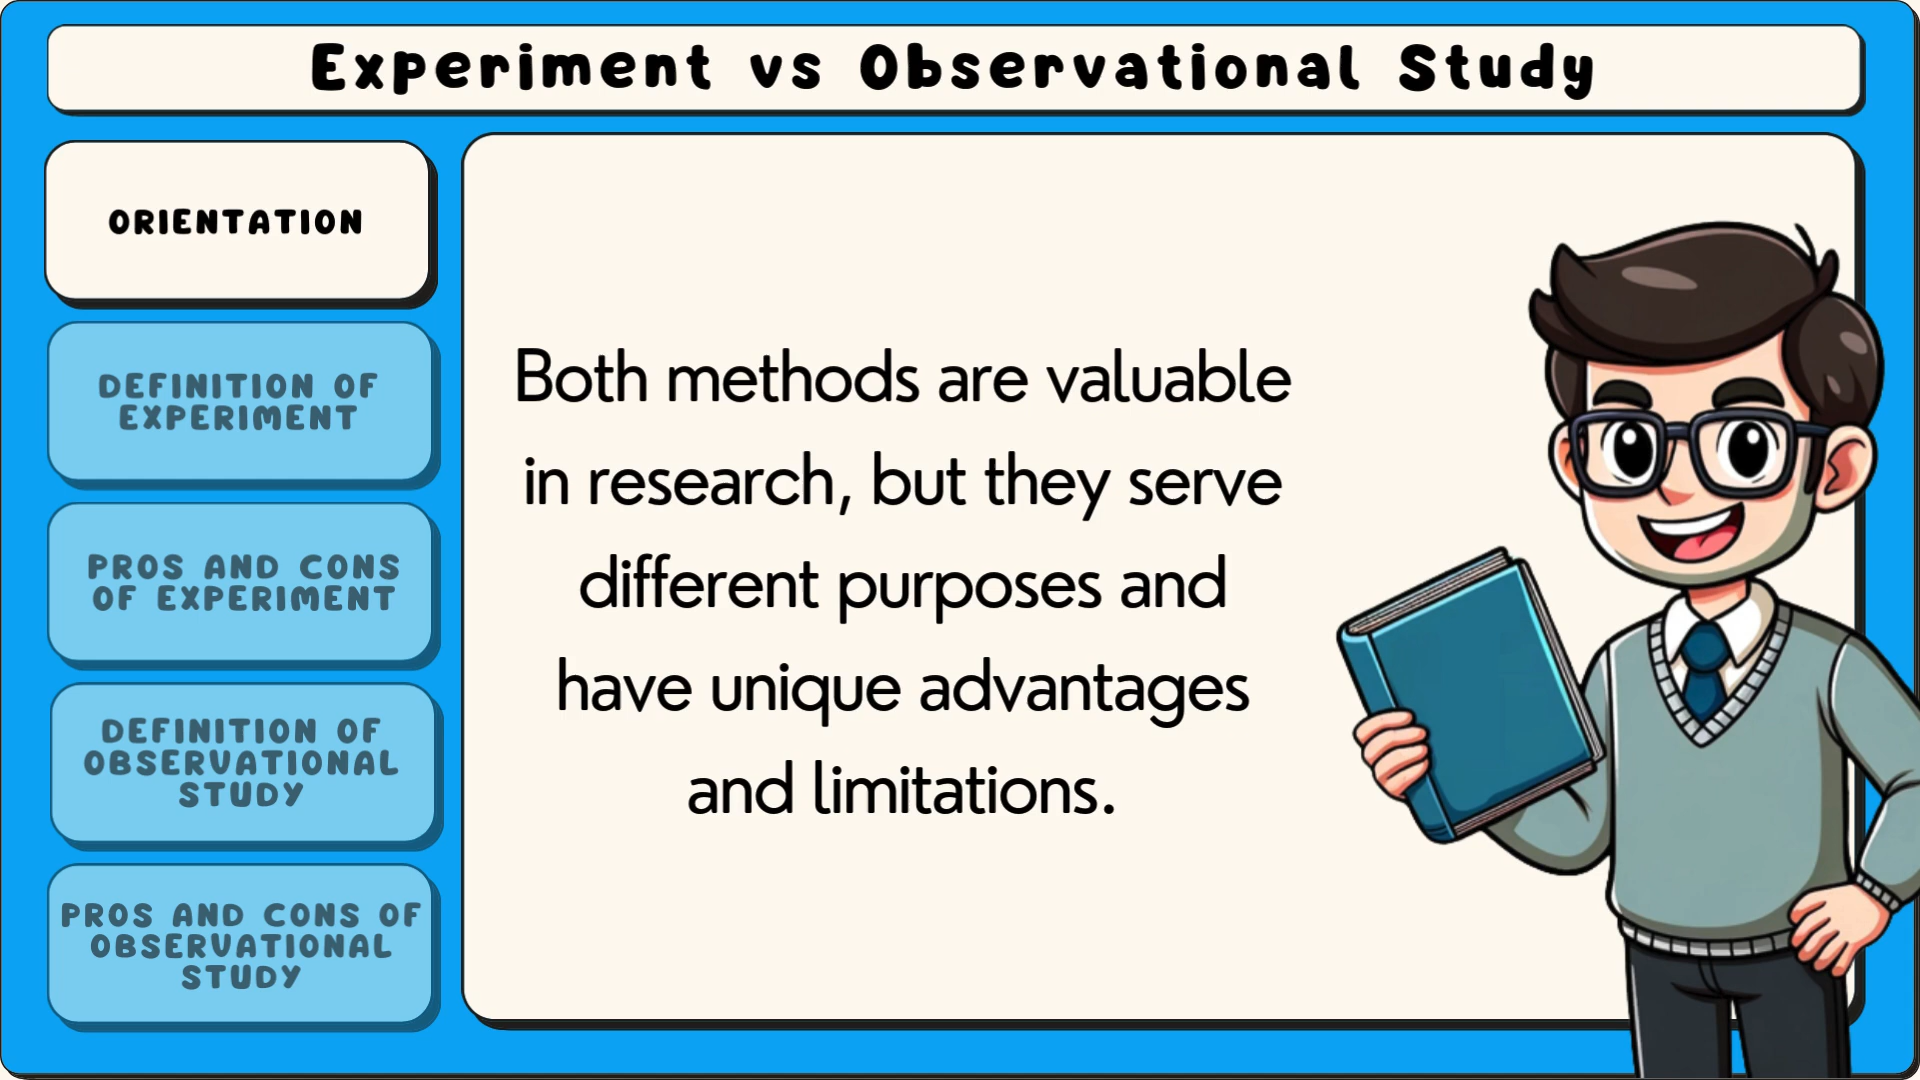 Experiment vs Observational Study
ORIENTATION
DEFINITION OF
EXPERIMENT
PROS AND CONS
OF EXPERIMENT
DEFINITION OF
OBSERVATIONAL
STUDY
PROS AND CONS OF
OBSERVATIONAL
STUDY
Both methods are valuable
in research, but they serve
different purposes and
have unique advantages
and limitations.